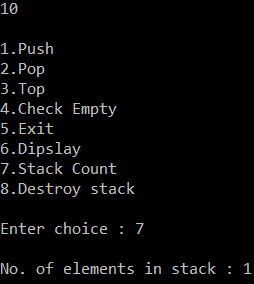 10
1.Push
2.Pop
3.Top
4.Check Empty
5.Exit
6.Dipslay
7.Stack Count
8.Destroy stack
Enter choice : 7
No. of elements in stack : 1